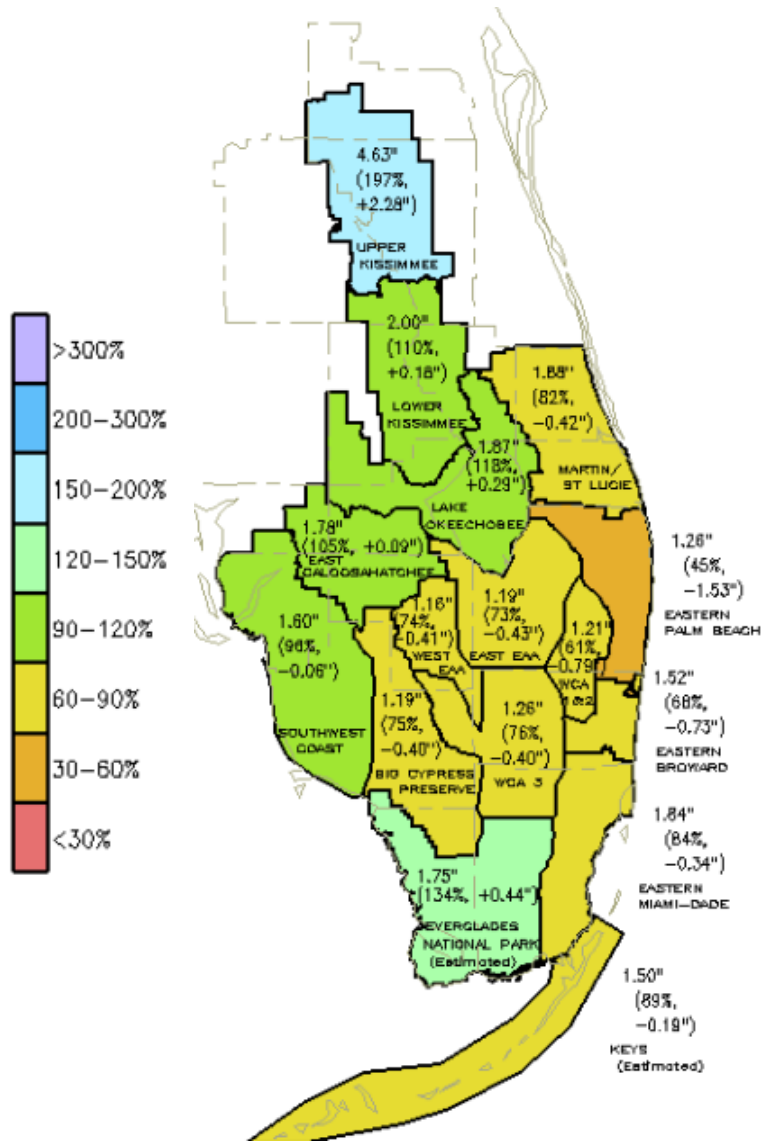 4.63"
(197%,
+2.28")
UPPER
KISSIMMEE
>300%
200-300%
150-200%
120-150%
90-120%
60-90%
30-60%
<30%
2.00"
(110%,
+0.18")
LOWER
KISSIMMEE
1.88"
(82%,
-0.42")
MARTIN/
ST LUCIE
1.87"
(118%,
+0.29")
LAKE
OKEECHOBEE
1.78"
(105%, +0.09")
EAST
CALOOSAHATCHEE
1.26"
(45%,
-1.53")
EASTERN
PALM BEACH
1.16"
(74%,
-0.41")
WEST
EAA
1.19"
(73%,
-0.43")
EAST EAA
1.21"
(61%,
-0.79")
WCA
1&2
1.60"
(96%,
-0.06")
SOUTHWEST
COAST
1.19"
(75%,
-0.40")
BIG CYPRESS
PRESERVE
1.26"
(76%,
-0.40")
WCA 3
1.52"
(68%,
-0.73")
EASTERN
BROWARD
1.84"
(84%,
-0.34")
EASTERN
MIAMI-DADE
1.75"
(134%, +0.44")
EVERGLADES
NATIONAL PARK
(Estimated)
1.50"
(89%,
-0.19")
KEYS
(Estimated)